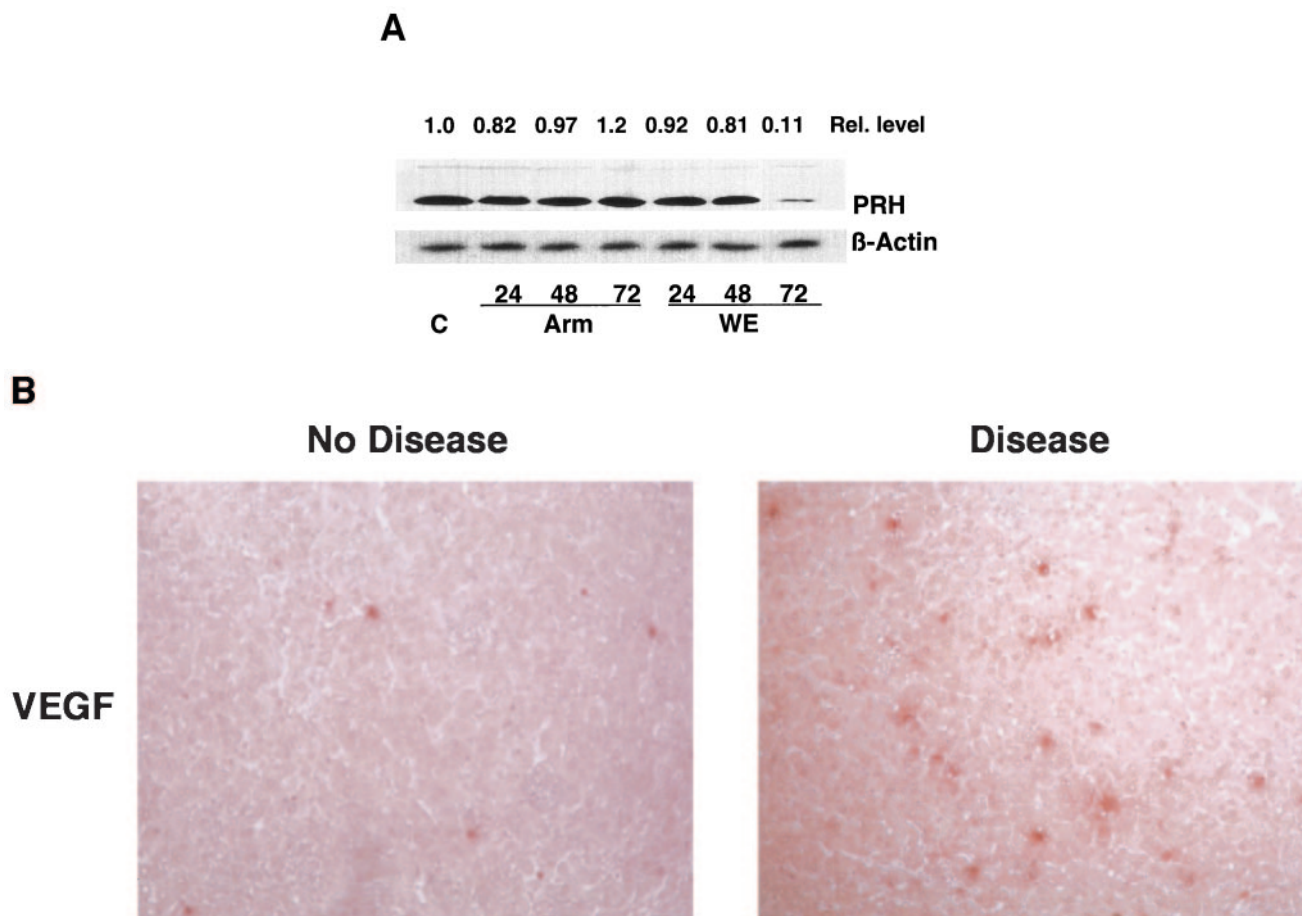 A
1.0 0.82 0.97 1.2 0.92 0.81 0.11 Rel. level
PRH
ß-Actin
24 48 72 24 48 72
C Arm WE
B
No Disease Disease
VEGF